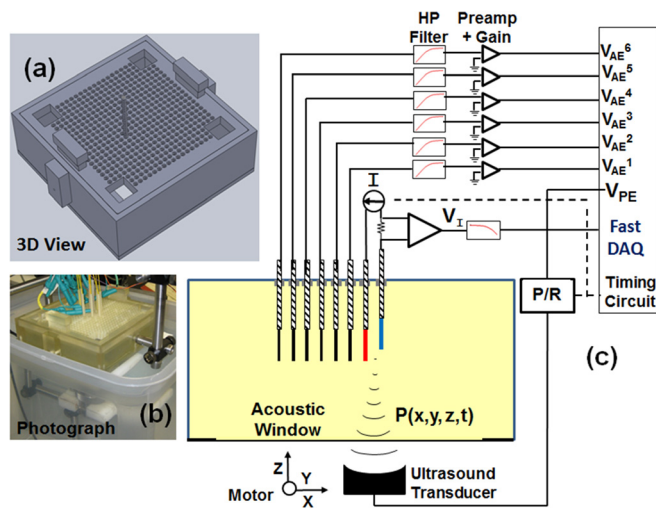 (a)
3D View
(b)
Photograph
HP
Filter
Preamp
+ Gain
V_AE^6
V_AE^5
V_AE^4
V_AE^3
V_AE^2
V_AE^1
V_PE
I
V_I
Fast
DAQ
P/R
Timing
Circuit
(c)
Acoustic
Window
P(x,y,z,t)
Z
Y
X
Motor
Ultrasound
Transducer